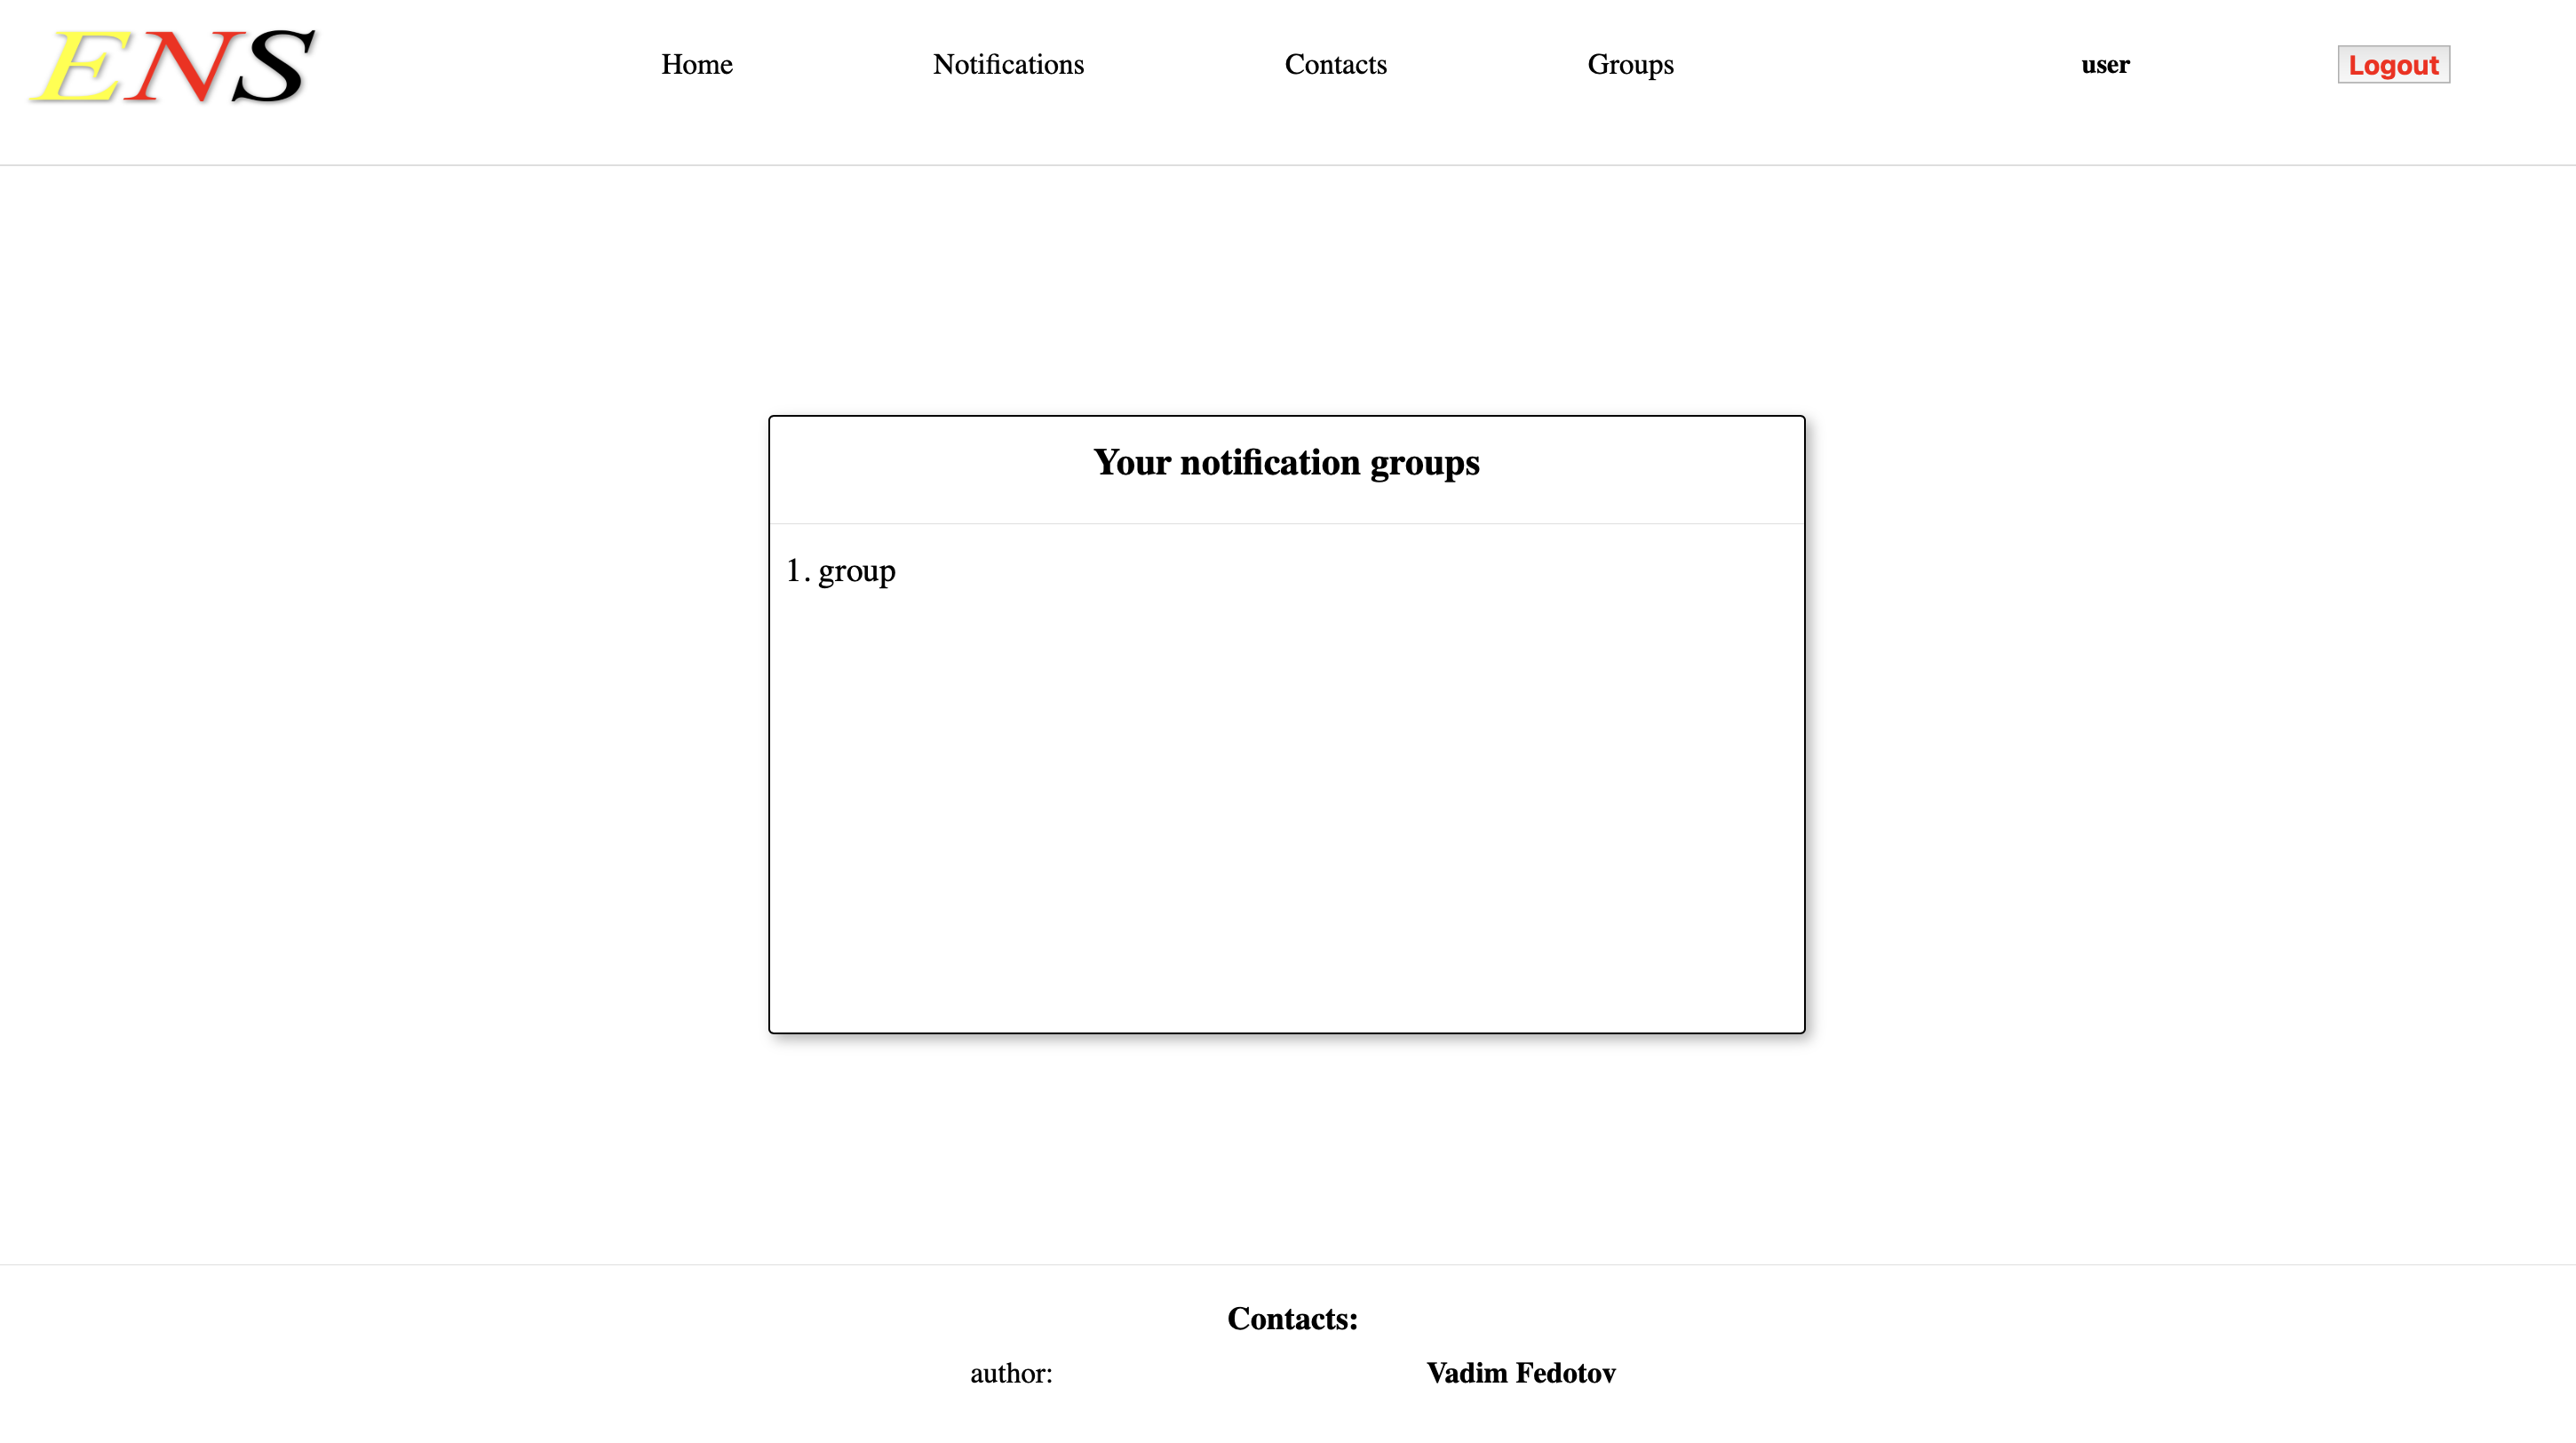 ENS
Home Notifications Contacts Groups user Logout
Your notification groups
1. group
Contacts:
author: Vadim Fedotov